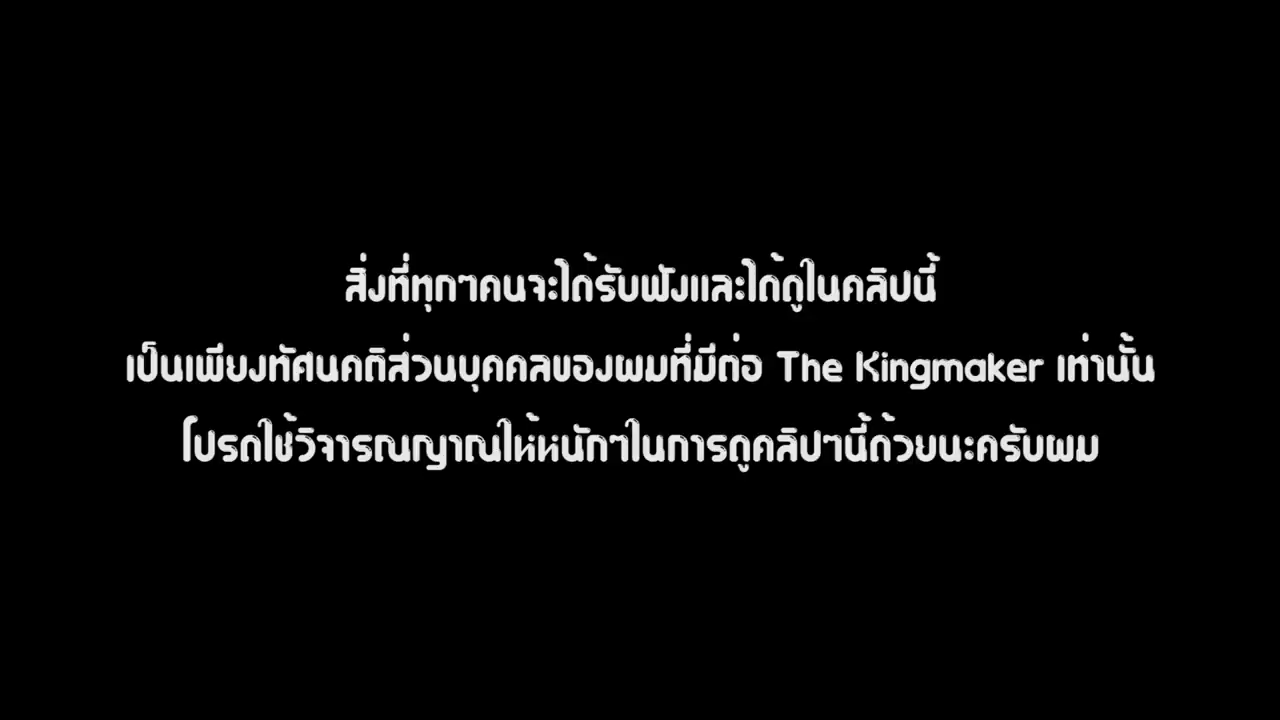 สิ่งที่ทุกๆคนจะได้รับฟังและได้ดูในคลิปนี้
เป็นเพียงทัศนคติส่วนบุคคลของผมที่มีต่อ The Kingmaker เท่านั้น
โปรดใช้วิจารณญาณให้หนักๆในการดูคลิปๆนี้ด้วยนะครับผม